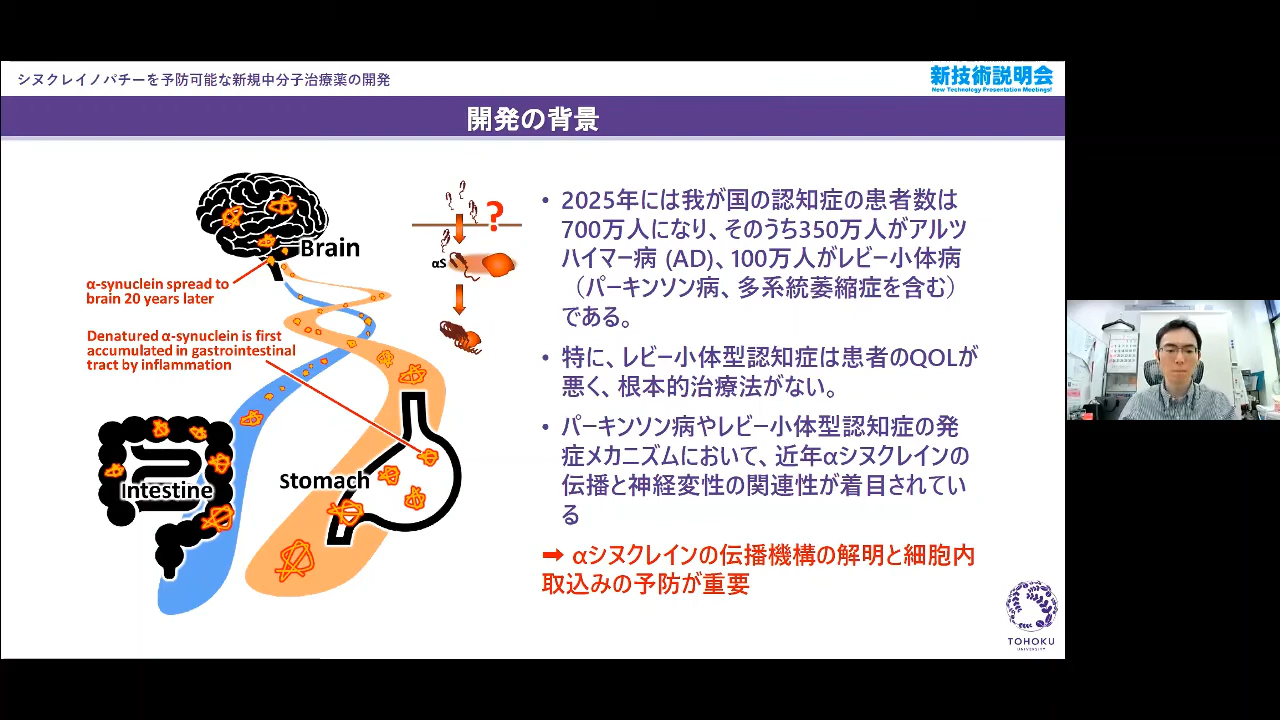 シヌクレイノパチーを予防可能な新規中分子治療薬の開発
新技術説明会
New Technology Presentation Meetings!
開発の背景
Brain
α-synuclein spread to
brain 20 years later
Denatured α-synuclein is first
accumulated in gastrointestinal
tract by inflammation
Intestine
Stomach
?
αS
• 2025年には我が国の認知症の患者数は
700万人になり、そのうち350万人がアルツ
ハイマー病 (AD)、100万人がレビー小体病
（パーキンソン病、多系統萎縮症を含む）
である。
• 特に、レビー小体型認知症は患者のQOLが
悪く、根本的治療法がない。
• パーキンソン病やレビー小体型認知症の発
症メカニズムにおいて、近年αシヌクレインの
伝播と神経変性の関連性が着目されてい
る
➡ αシヌクレインの伝播機構の解明と細胞内
取込みの予防が重要
TOHOKU
UNIVERSITY